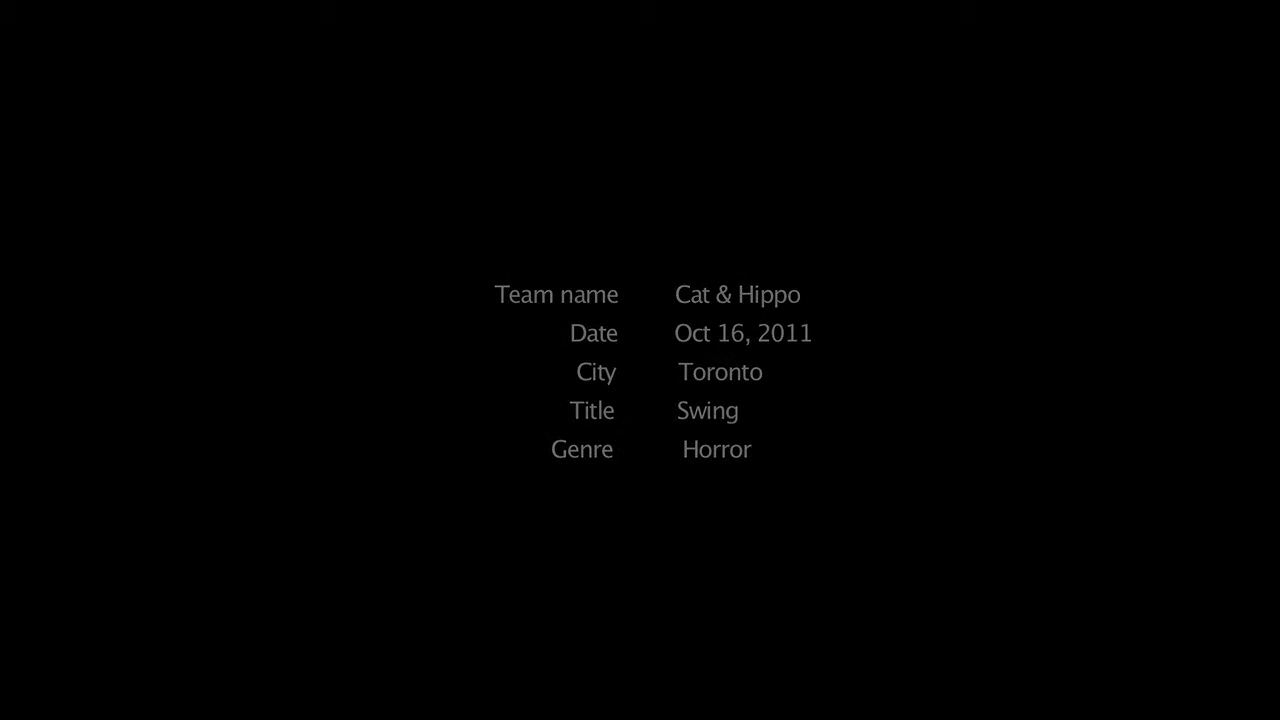 Team name Cat & Hippo
Date Oct 16, 2011
City Toronto
Title Swing
Genre Horror